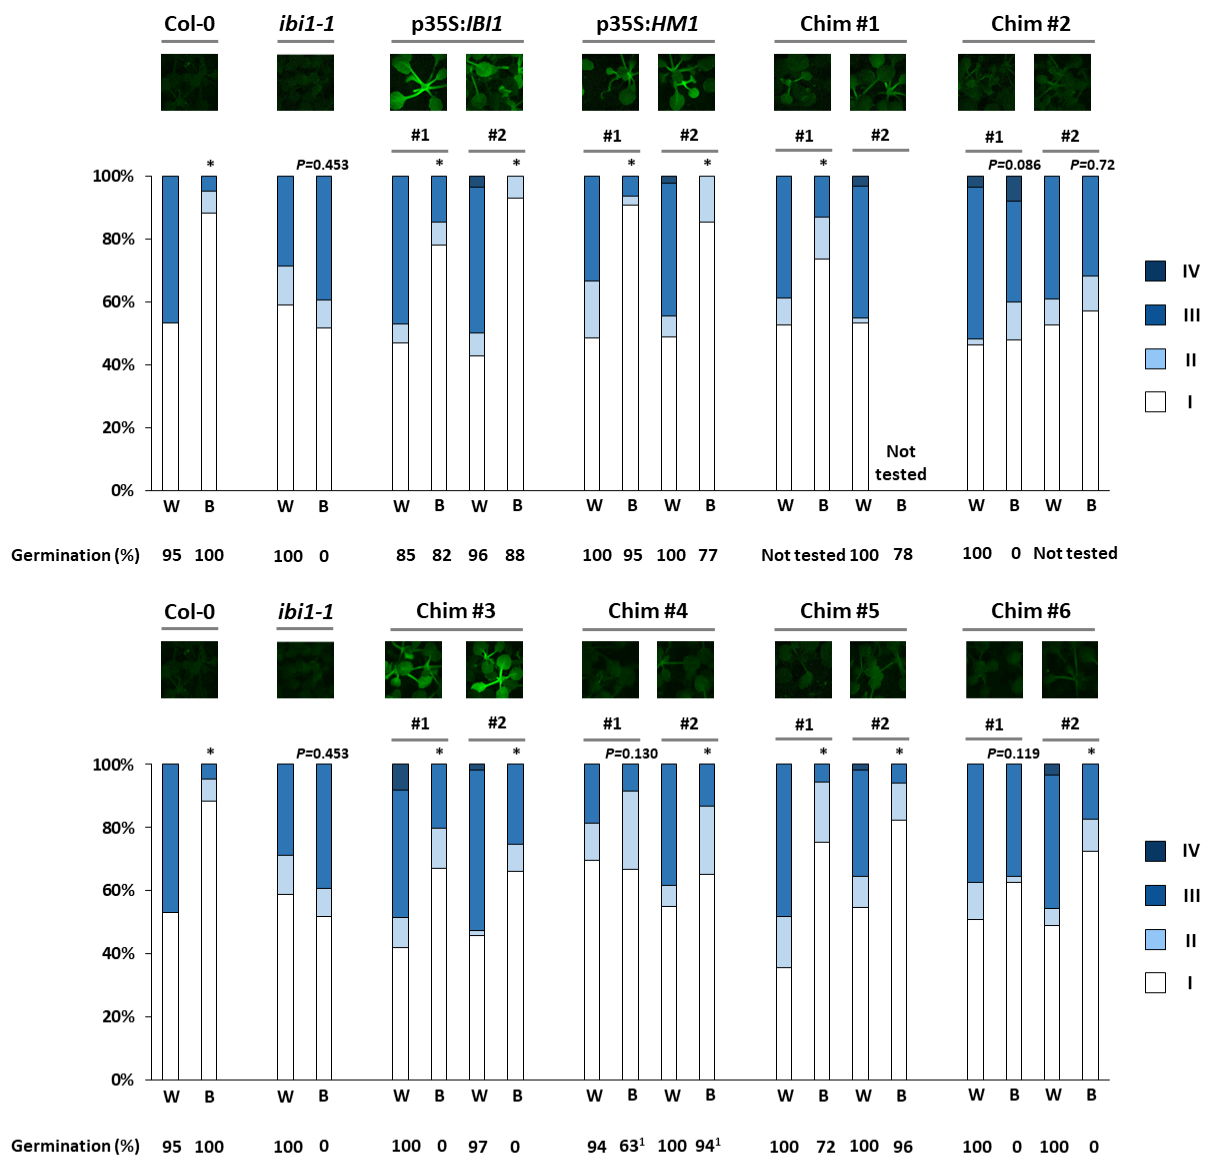 Col-0 ibi1-1 p35S:IBI1 p35S:HM1 Chim #1 Chim #2
#1 #2 #1 #2 #1 #2 #1 #2
* P=0.453 * * * * * P=0.086 P=0.72
100%
80%
60%
40%
20%
0%
IV
III
II
I
Not
tested
W B W B W B W B W B W B W B W B W B W B
Germination (%) 95 100 100 0 85 82 96 88 100 95 100 77 Not tested 100 78 100 0 Not tested
Col-0 ibi1-1 Chim #3 Chim #4 Chim #5 Chim #6
#1 #2 #1 #2 #1 #2 #1 #2
* P=0.453 * * P=0.130 * * * P=0.119 *
100%
80%
60%
40%
20%
0%
IV
III
II
I
W B W B W B W B W B W B W B W B W B W B
Germination (%) 95 100 100 0 100 0 97 0 94 63¹ 100 94¹ 100 72 100 96 100 0 100 0